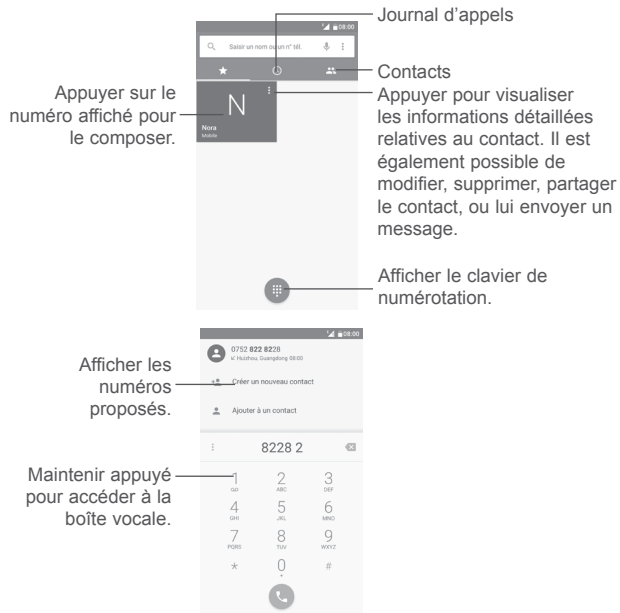 Journal d'appels
08:00
Saisir un nom ou un n° tél.
Contacts
Appuyer sur le
numéro affiché pour
le composer.
N
Nora
Mobile
Appuyer pour visualiser
les informations détaillées
relatives au contact. Il est
également possible de
modifier, supprimer, partager
le contact, ou lui envoyer un
message.
Afficher le clavier de
numérotation.
08:00
0752 822 8228
Huizhou, Guangdong 08:00
Afficher les
numéros
proposés.
Créer un nouveau contact
Ajouter à un contact
8228 2
Maintenir appuyé
pour accéder à la
boîte vocale.
1 2 3
ABC DEF
4 5 6
GHI JKL MNO
7 8 9
PQRS TUV WXYZ
* 0 #